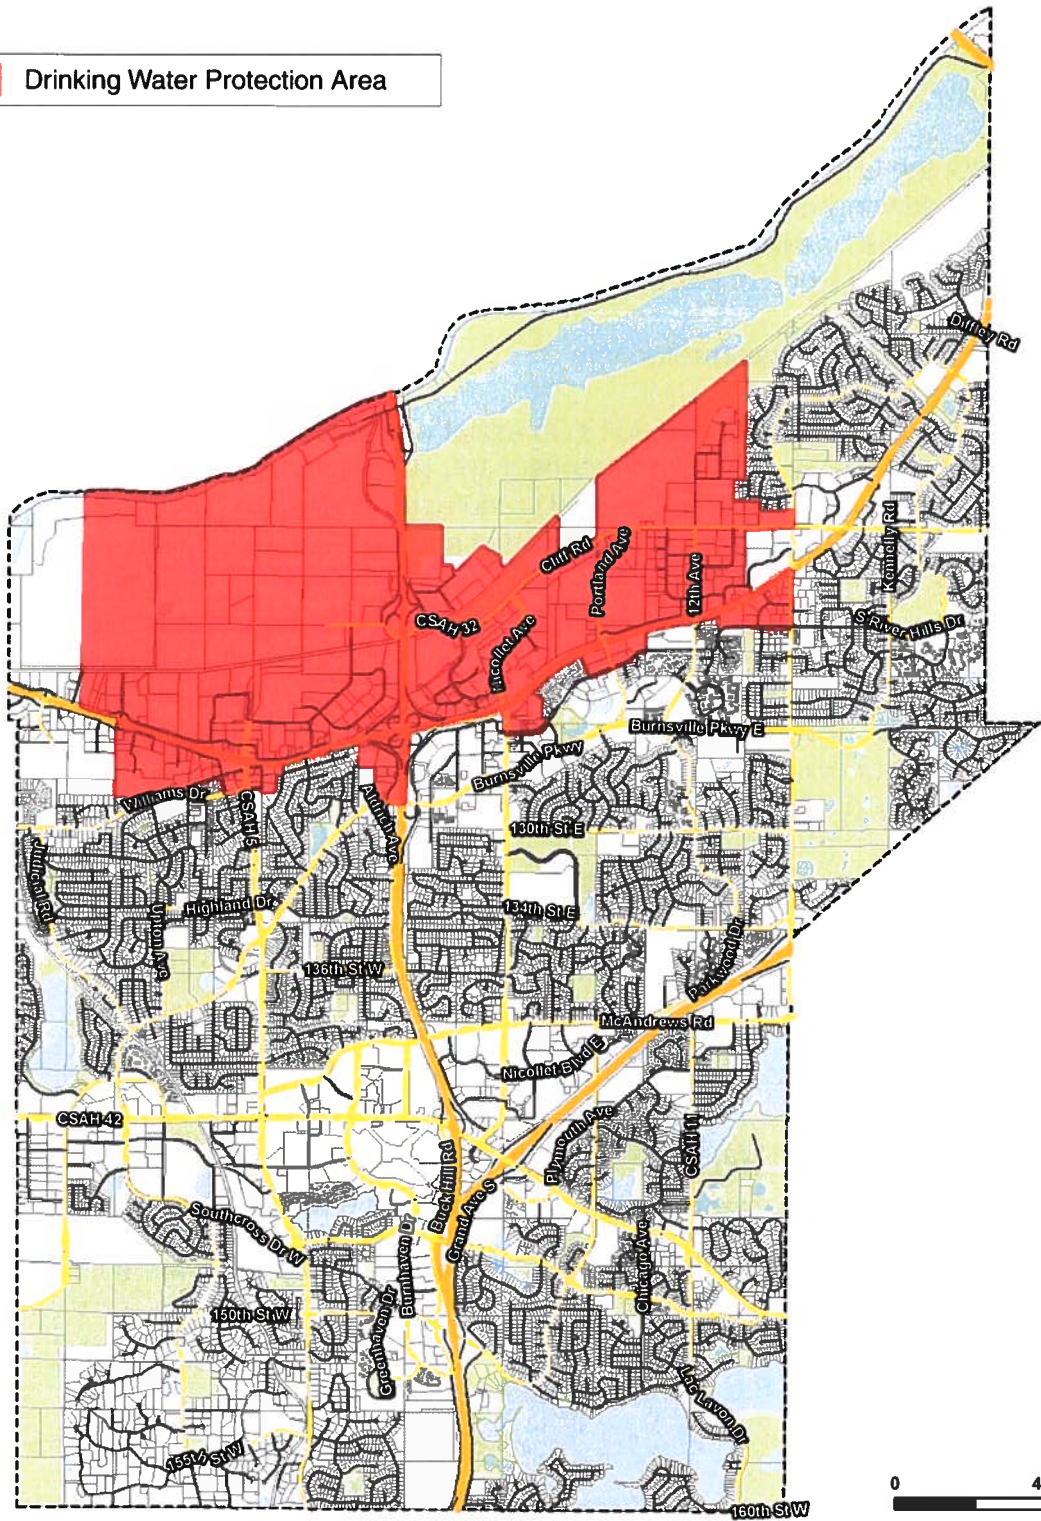 Drinking Water Protection Area
Diffley Rd
Cliff Rd
Portland Ave
Kennelly Rd
12th Ave
CSAH 32
Nicollet Ave
S River Hills Dr
Burnsville Pkwy E
Burnsville Pkwy
Williams Dr
CSAH 5
Aldrich Ave
130th St E
Judicial Rd
Highland Dr
134th St E
Upton Ave
136th St W
Parkwood Dr
McAndrews Rd
Nicollet Blvd E
CSAH 42
Plymouth Ave
CSAH 11
Buck Hill Rd
Grand Ave S
Southcross Dr W
Burnhaven Dr
Chicago Ave
150th St W
Greenhaven Dr
Lac Lavon Dr
155th St W
0 4
160th St W